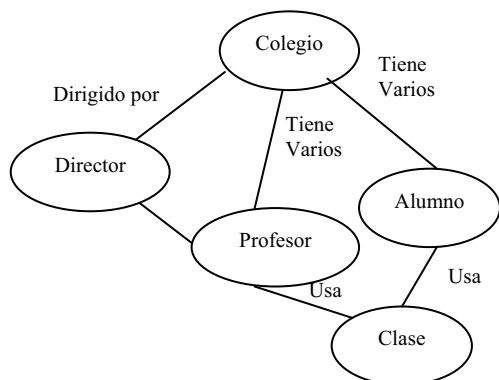 Colegio
Tiene
Varios
Dirigido por
Tiene
Varios
Director
Alumno
Profesor
Usa
Usa
Clase